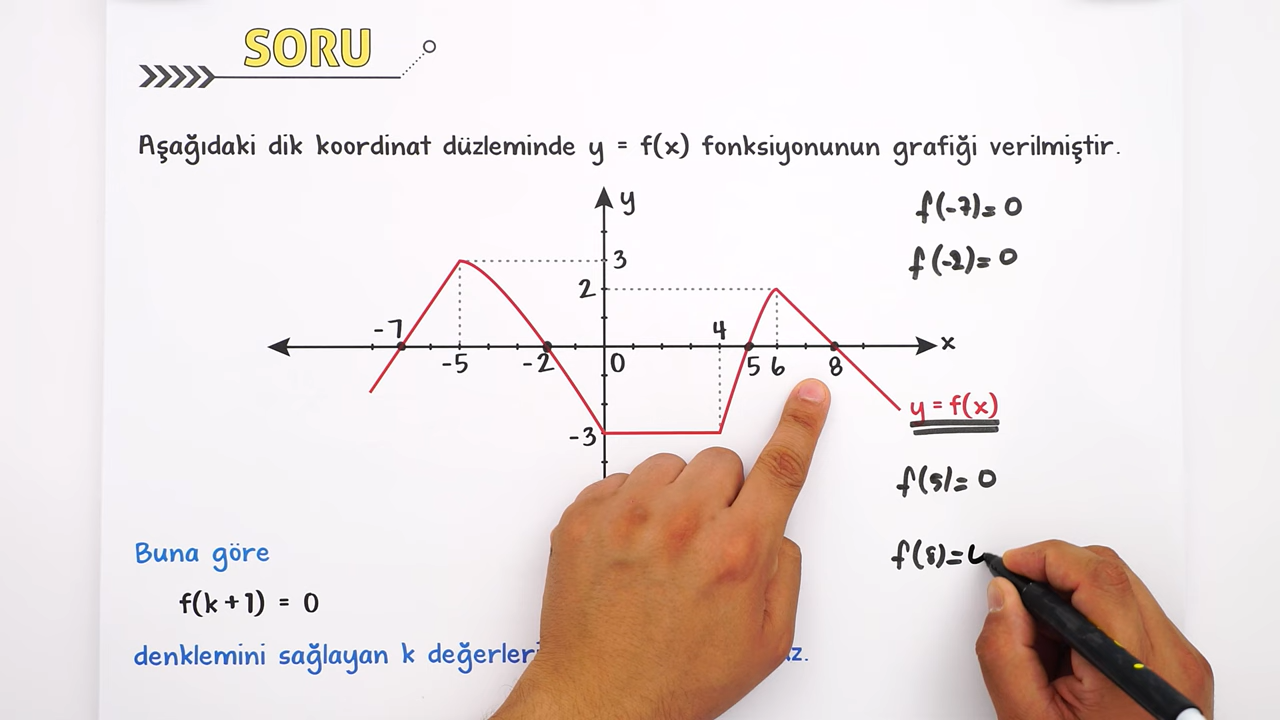 SORU
Aşağıdaki dik koordinat düzleminde y = f(x) fonksiyonunun grafiği verilmiştir.
f(-7)= 0
f(-2)= 0
y
3
2
-7
4
x
-5
-2
0
5
6
8
y = f(x)
-3
f(5)= 0
f(8)=
Buna göre
f(k+1) = 0
denklemini sağlayan k değerleri